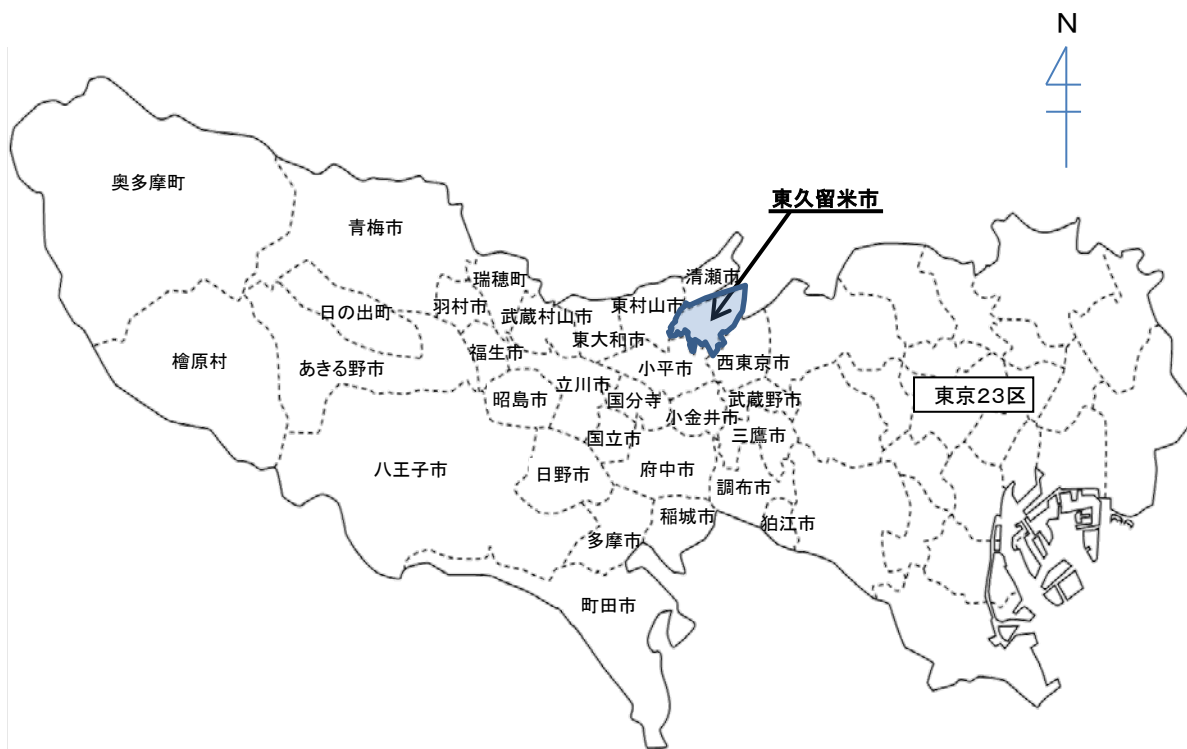 N
東久留米市
奥多摩町
青梅市
清瀬市
瑞穂町
羽村市
東村山市
日の出町
武蔵村山市
東大和市
檜原村
あきる野市
福生市
小平市
西東京市
立川市
昭島市
国分寺
武蔵野市
東京23区
小金井市
国立市
三鷹市
八王子市
日野市
府中市
調布市
稲城市
狛江市
多摩市
町田市